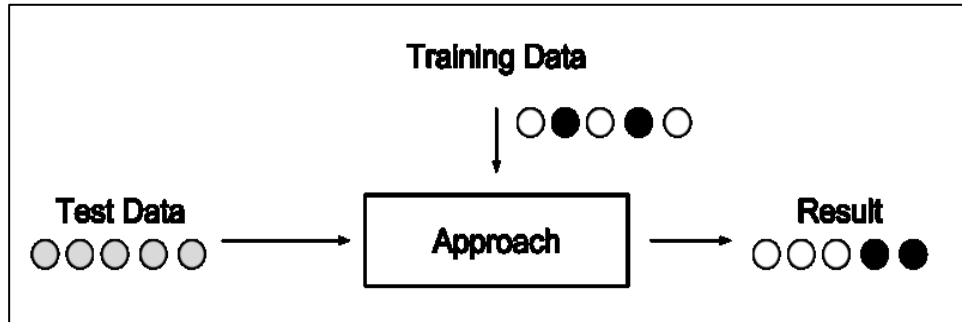 Training Data
Test Data
Approach
Result